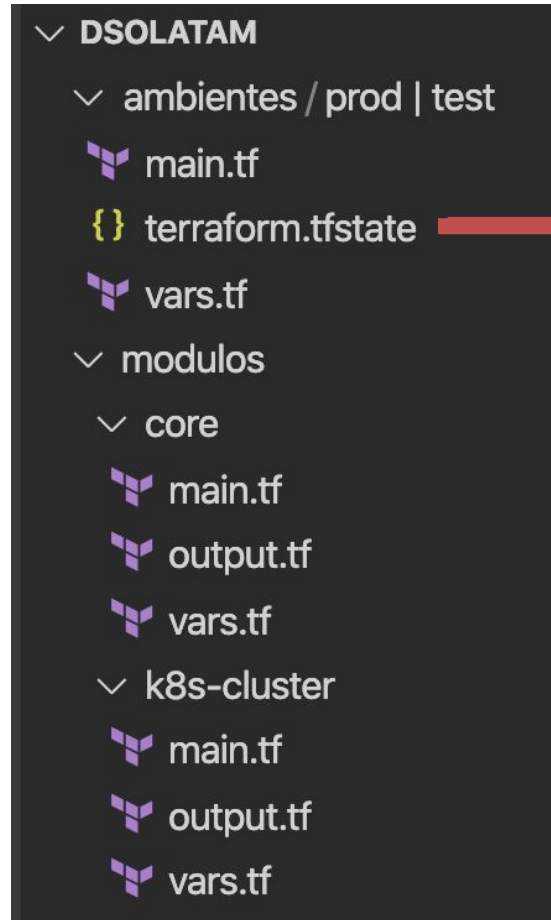 DSOLATAM
ambientes / prod | test
main.tf
{} terraform.tfstate
vars.tf
modulos
core
main.tf
output.tf
vars.tf
k8s-cluster
main.tf
output.tf
vars.tf